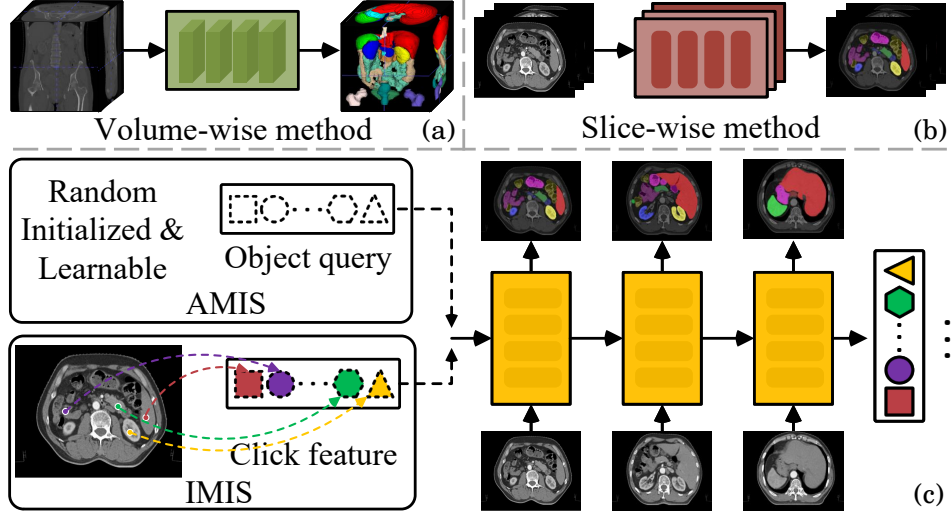 Volume-wise method
(a)
Slice-wise method
(b)
Random
Initialized &
Learnable
Object query
AMIS
Click feature
IMIS
(c)